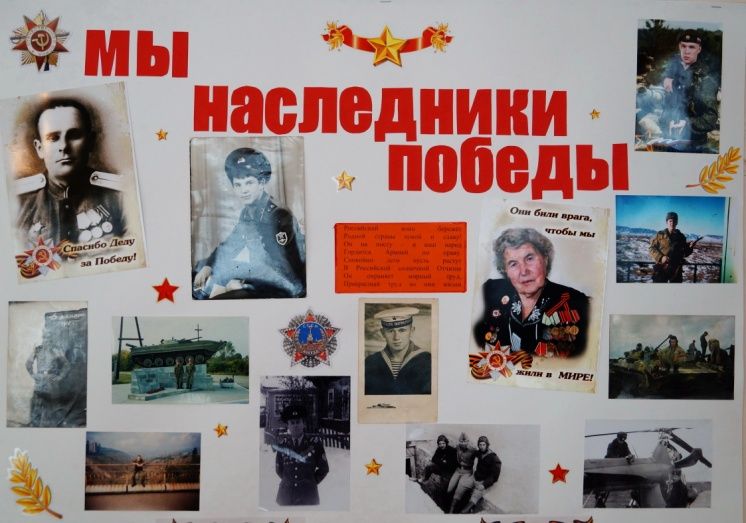 мы
наследники
победы
Спасибо Деду
за Победу!
Российский воин бережёт
Родной страны покой и славу!
Он на посту - и наш народ
Гордится Армией по праву.
Спокойно дети пусть растут
В Российской солнечной Отчизне
Он охраняет мирный труд,
Прекрасный труд во имя жизни
Они били врага,
чтобы мы
жили в МИРЕ!